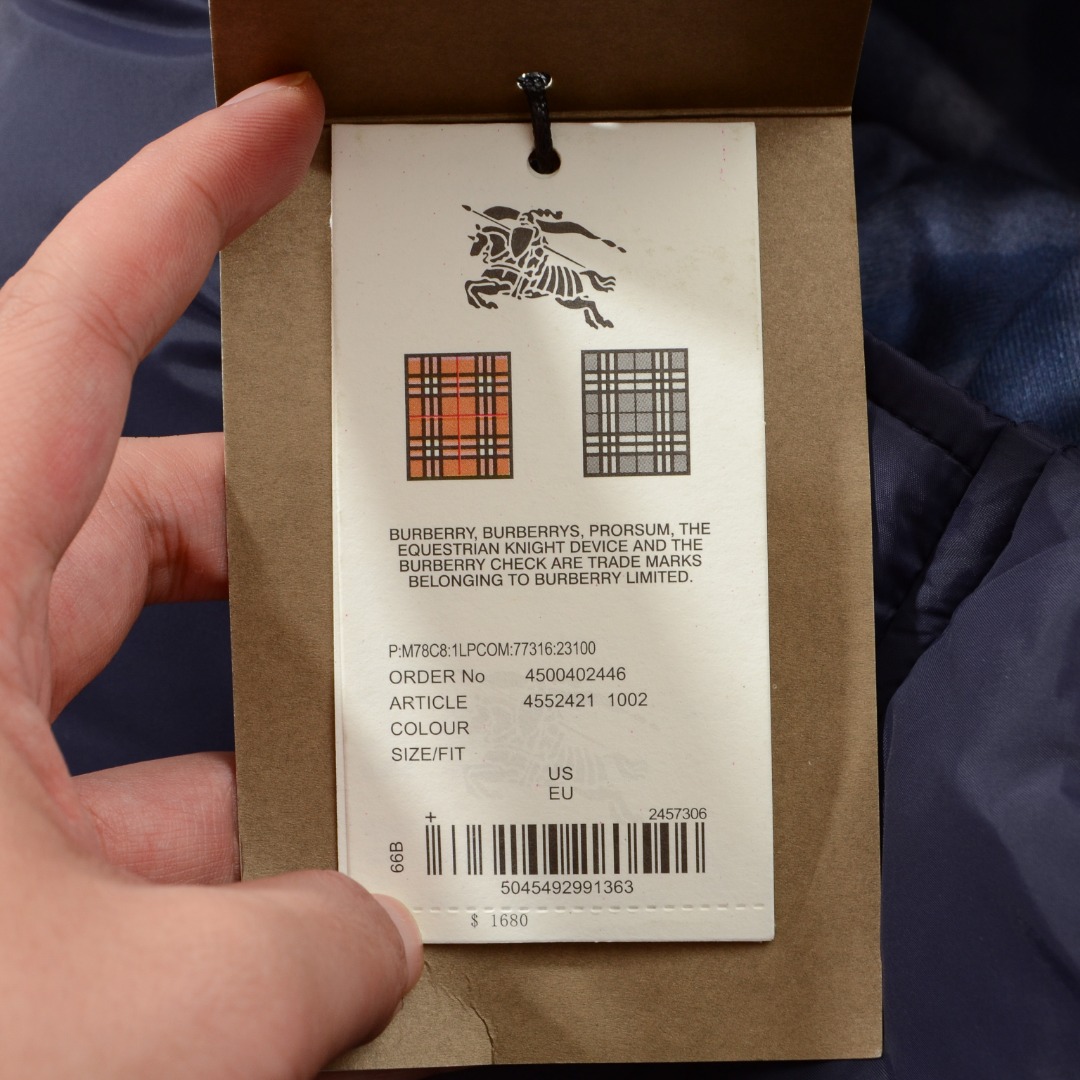 BURBERRY, BURBERRYS, PRORSUM, THE
EQUESTRIAN KNIGHT DEVICE AND THE
BURBERRY CHECK ARE TRADE MARKS
BELONGING TO BURBERRY LIMITED.
P:M78C8:1LPCOM:77316:23100
ORDER No 4500402446
ARTICLE 4552421 1002
COLOUR
SIZE/FIT
US
EU
+ 2457306
66B
5045492991363
$ 1680